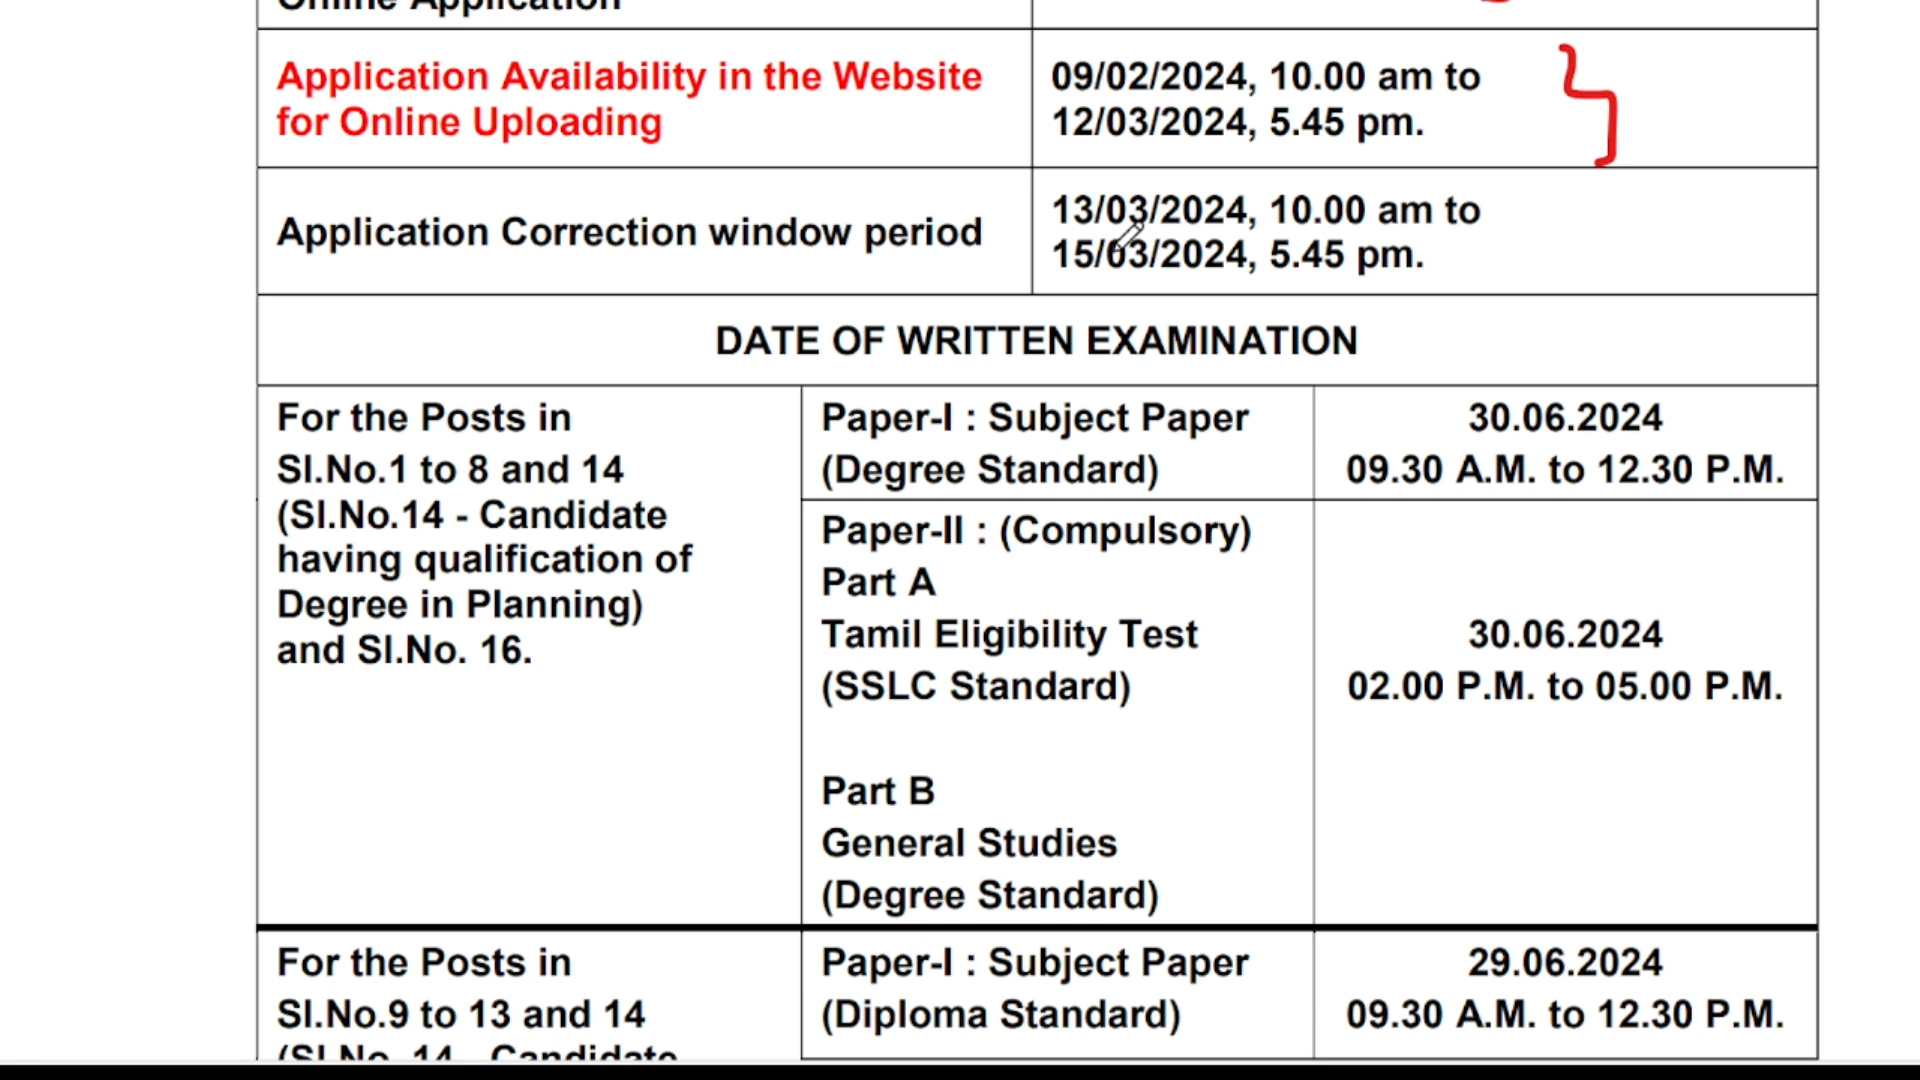 Online Application
Application Availability in the Website
for Online Uploading
09/02/2024, 10.00 am to
12/03/2024, 5.45 pm.
Application Correction window period
13/03/2024, 10.00 am to
15/03/2024, 5.45 pm.
DATE OF WRITTEN EXAMINATION
For the Posts in
Sl.No.1 to 8 and 14
(Sl.No.14 - Candidate
having qualification of
Degree in Planning)
and Sl.No. 16.
Paper-I : Subject Paper
(Degree Standard)
30.06.2024
09.30 A.M. to 12.30 P.M.
Paper-II : (Compulsory)
Part A
Tamil Eligibility Test
(SSLC Standard)
Part B
General Studies
(Degree Standard)
30.06.2024
02.00 P.M. to 05.00 P.M.
For the Posts in
Sl.No.9 to 13 and 14
(Sl.No. 14 - Candidate
Paper-I : Subject Paper
(Diploma Standard)
29.06.2024
09.30 A.M. to 12.30 P.M.